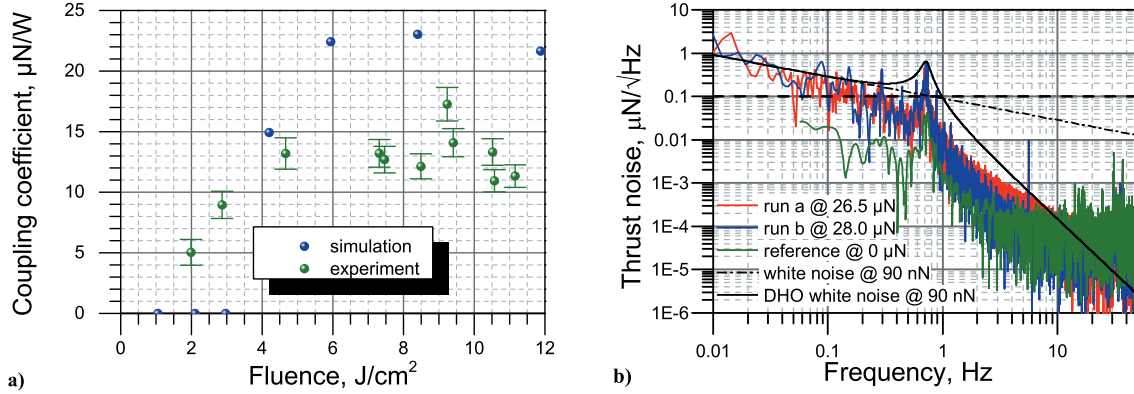 25
20
15
10
5
0
Coupling coefficient, µN/W
simulation
experiment
0 2 4 6 8 10 12
Fluence, J/cm²
a)
10
1
0.1
0.01
1E-3
1E-4
1E-5
1E-6
Thrust noise, µN/√Hz
run a @ 26.5 µN
run b @ 28.0 µN
reference @ 0 µN
white noise @ 90 nN
DHO white noise @ 90 nN
0.01 0.1 1 10
Frequency, Hz
b)